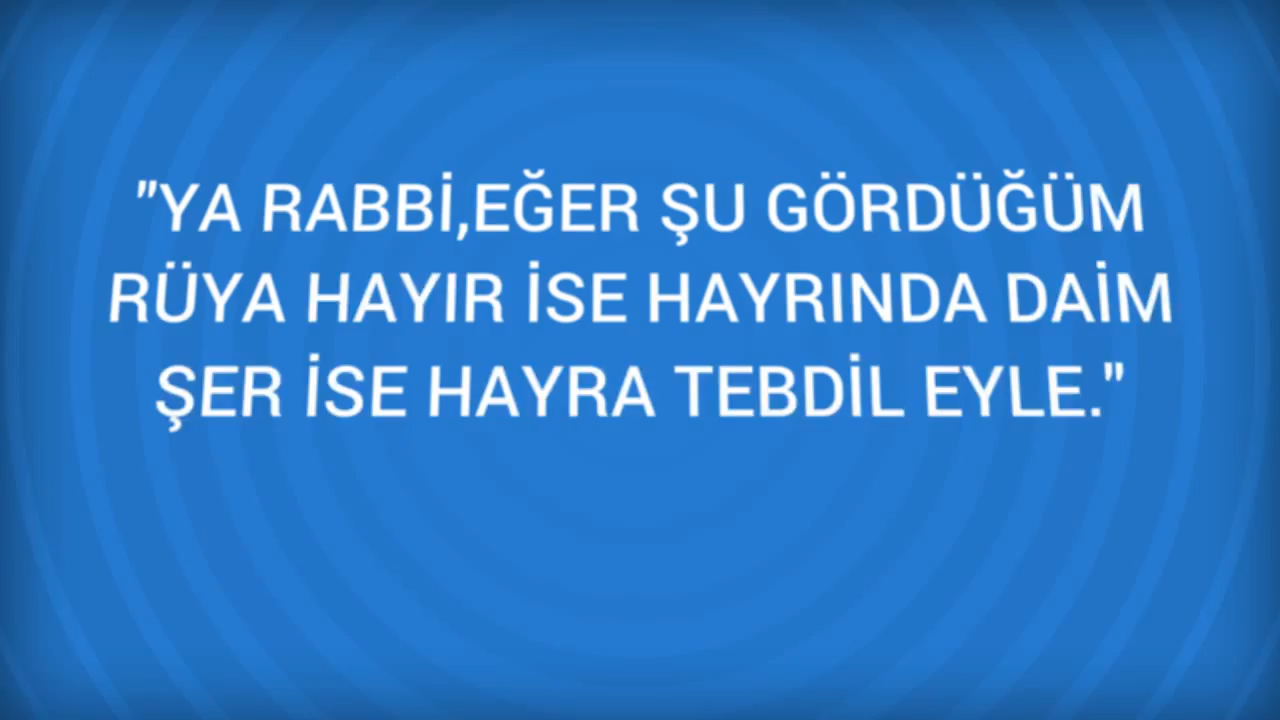 "YA RABBİ,EĞER ŞU GÖRDÜĞÜM
RÜYA HAYIR İSE HAYRINDA DAİM
ŞER İSE HAYRA TEBDİL EYLE."